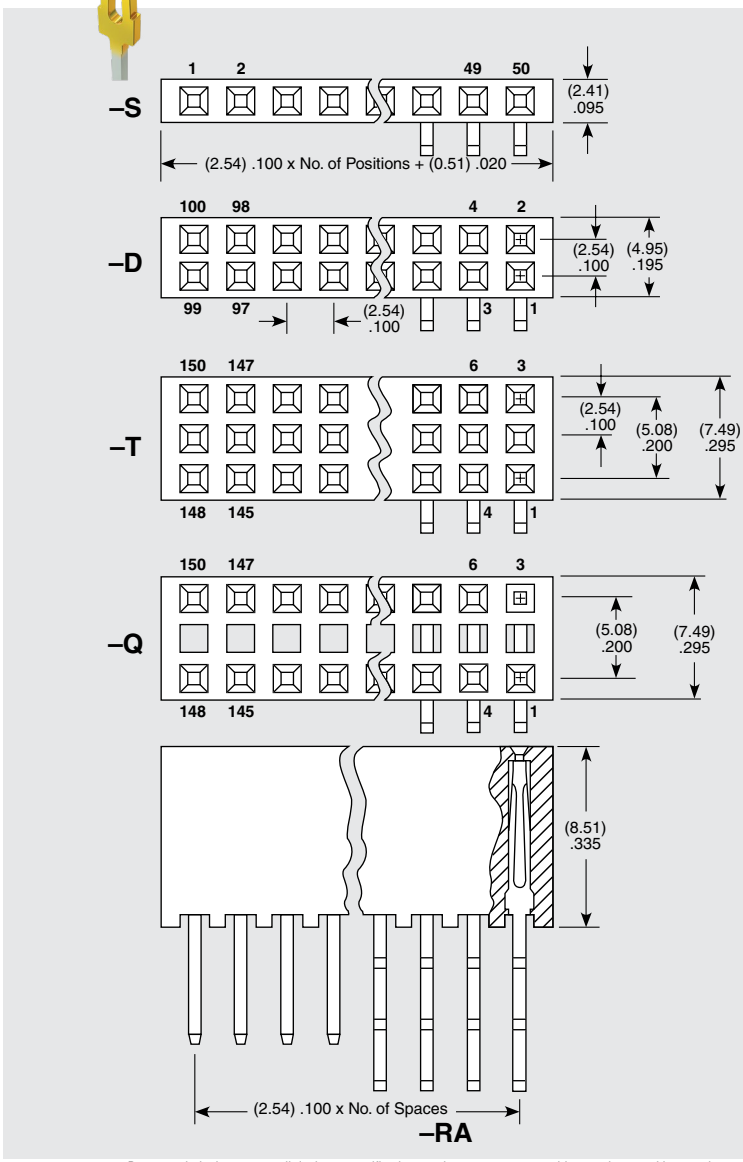 1 2 49 50
–S
(2.41)
.095
(2.54) .100 x No. of Positions + (0.51) .020
100 98 4 2
–D
(2.54)
.100
(4.95)
.195
99 97 3 1
(2.54)
.100
150 147 6 3
–T
(2.54)
.100
(5.08)
.200
(7.49)
.295
148 145 4 1
150 147 6 3
–Q
(5.08)
.200
(7.49)
.295
148 145 4 1
(8.51)
.335
(2.54) .100 x No. of Spaces
–RA